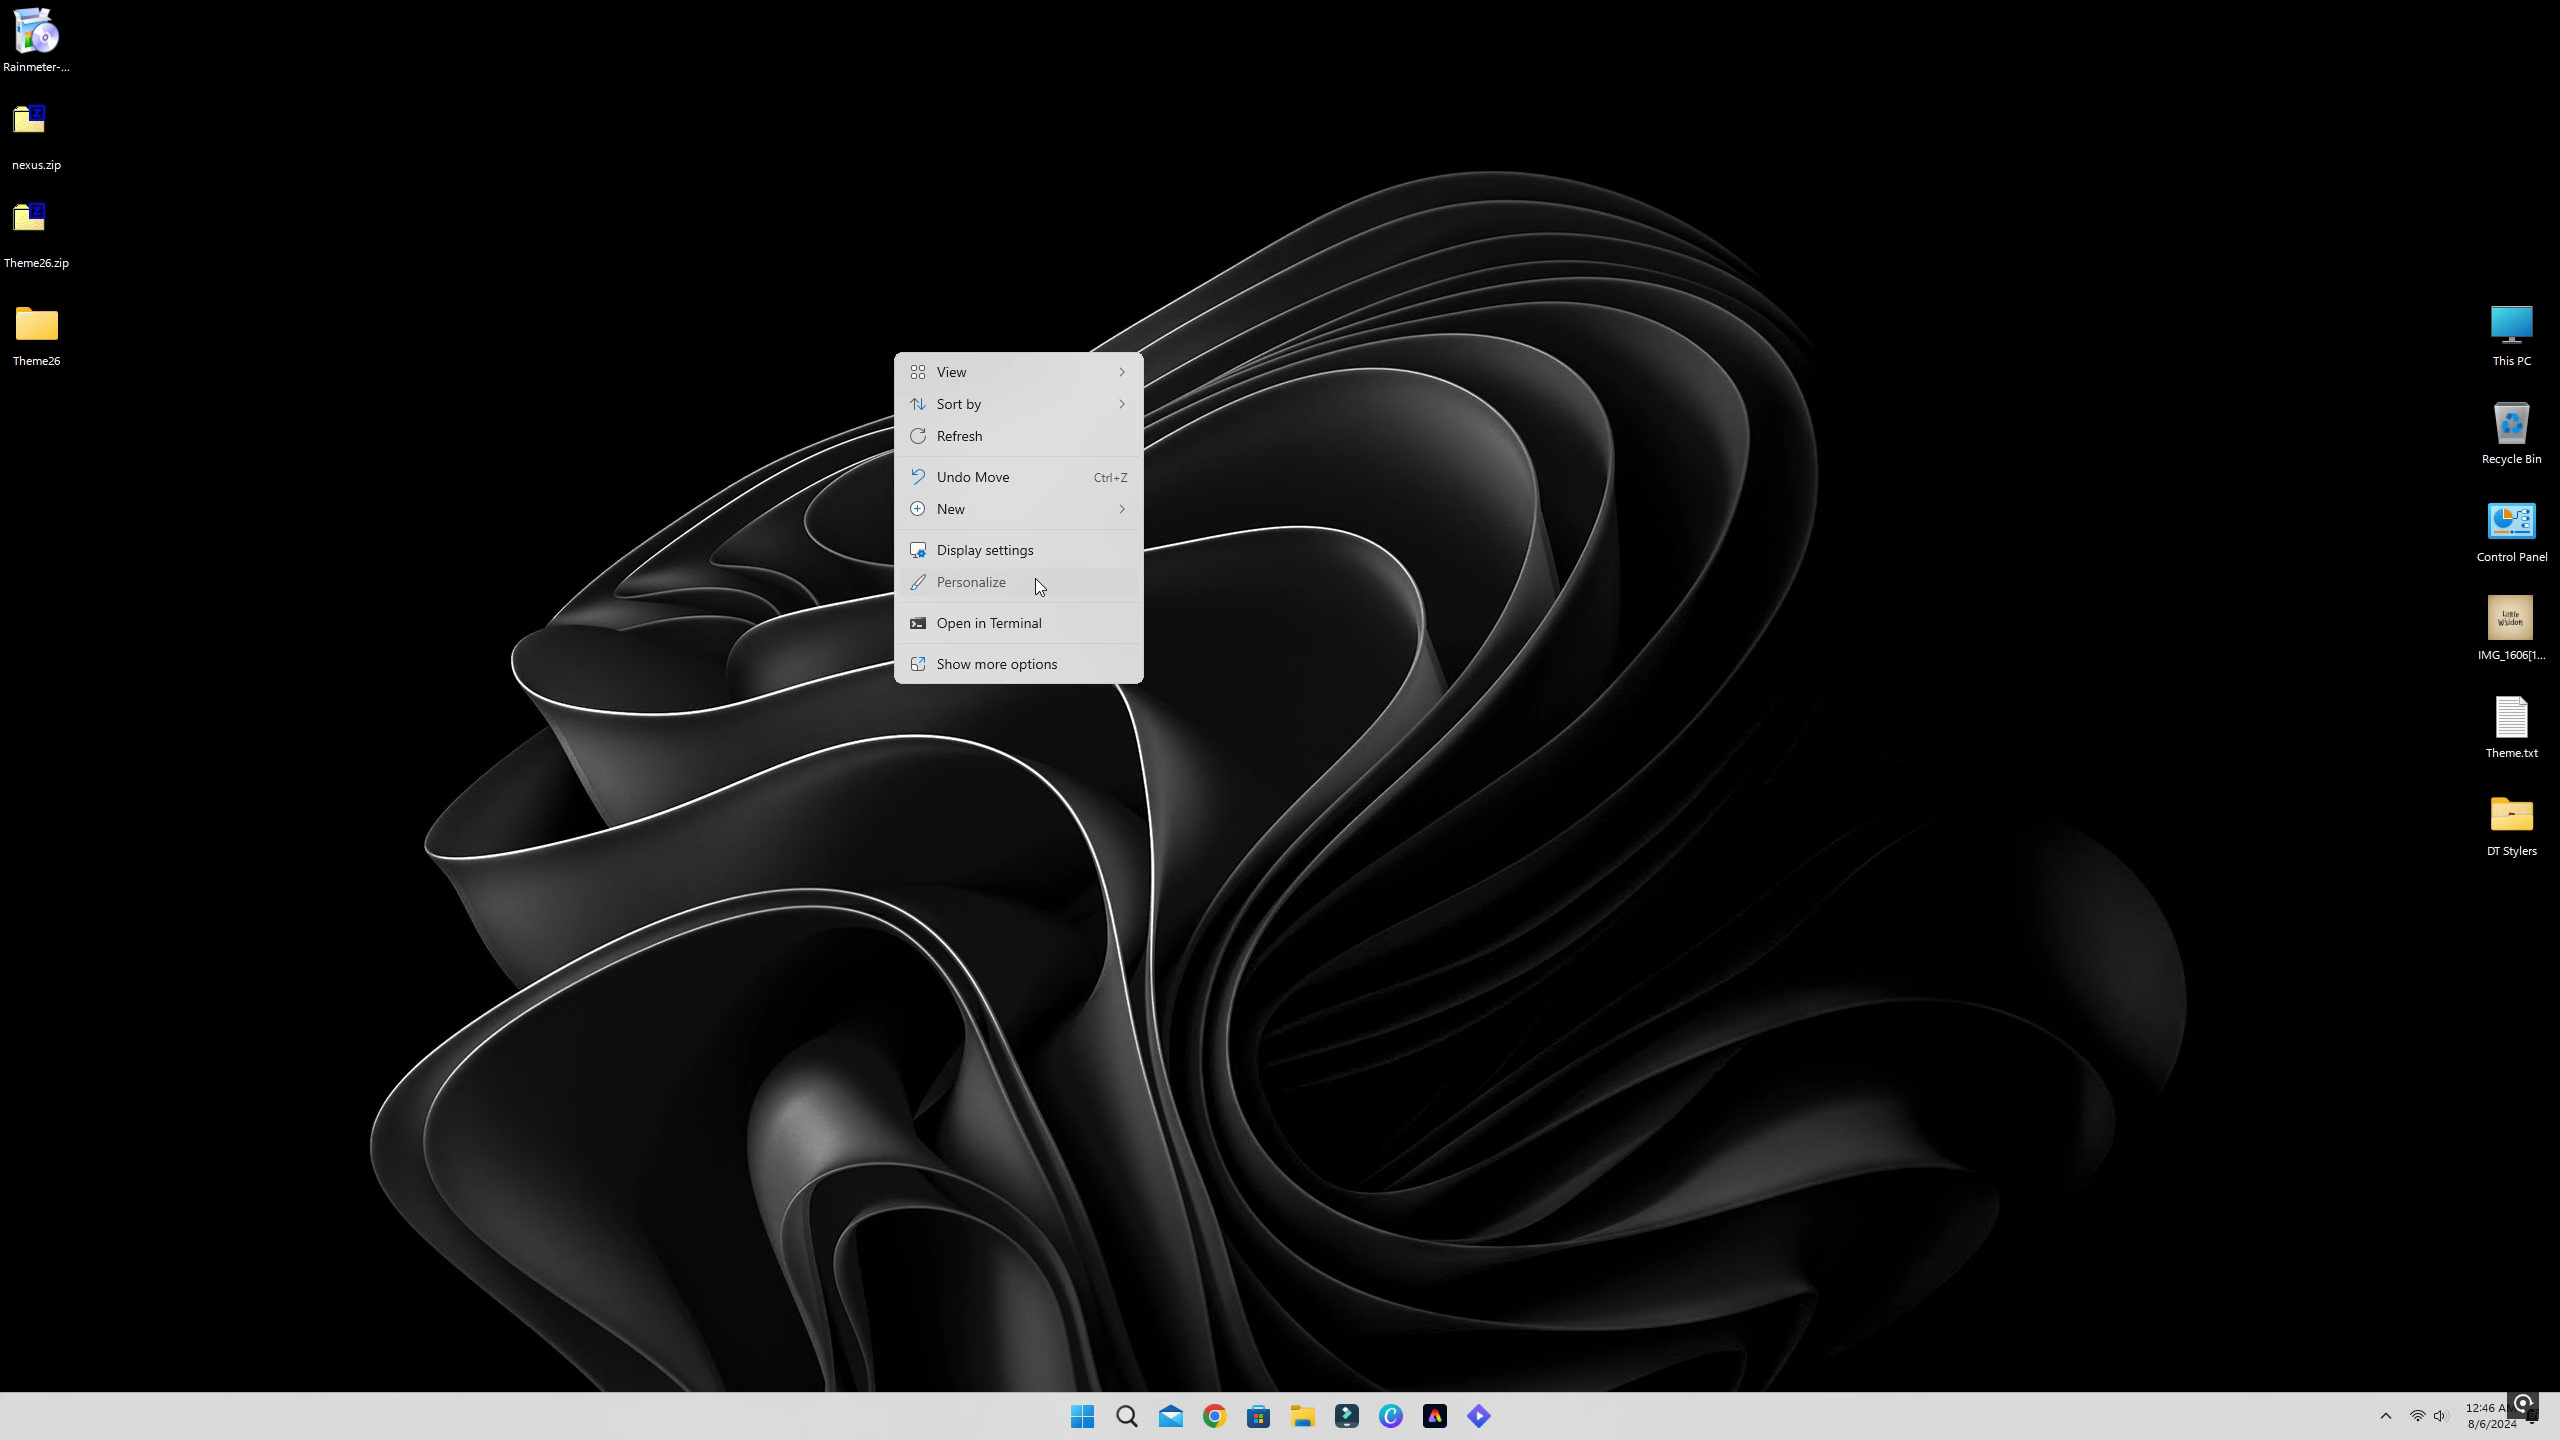 Rainmeter-...
nexus.zip
Theme26.zip
Theme26
View
Sort by
Refresh
Undo Move Ctrl+Z
New
Display settings
Personalize
Open in Terminal
Show more options
This PC
Recycle Bin
Control Panel
Little
IMG_1606[1...
Theme.txt
DT Stylers
12:46
8/6/2024